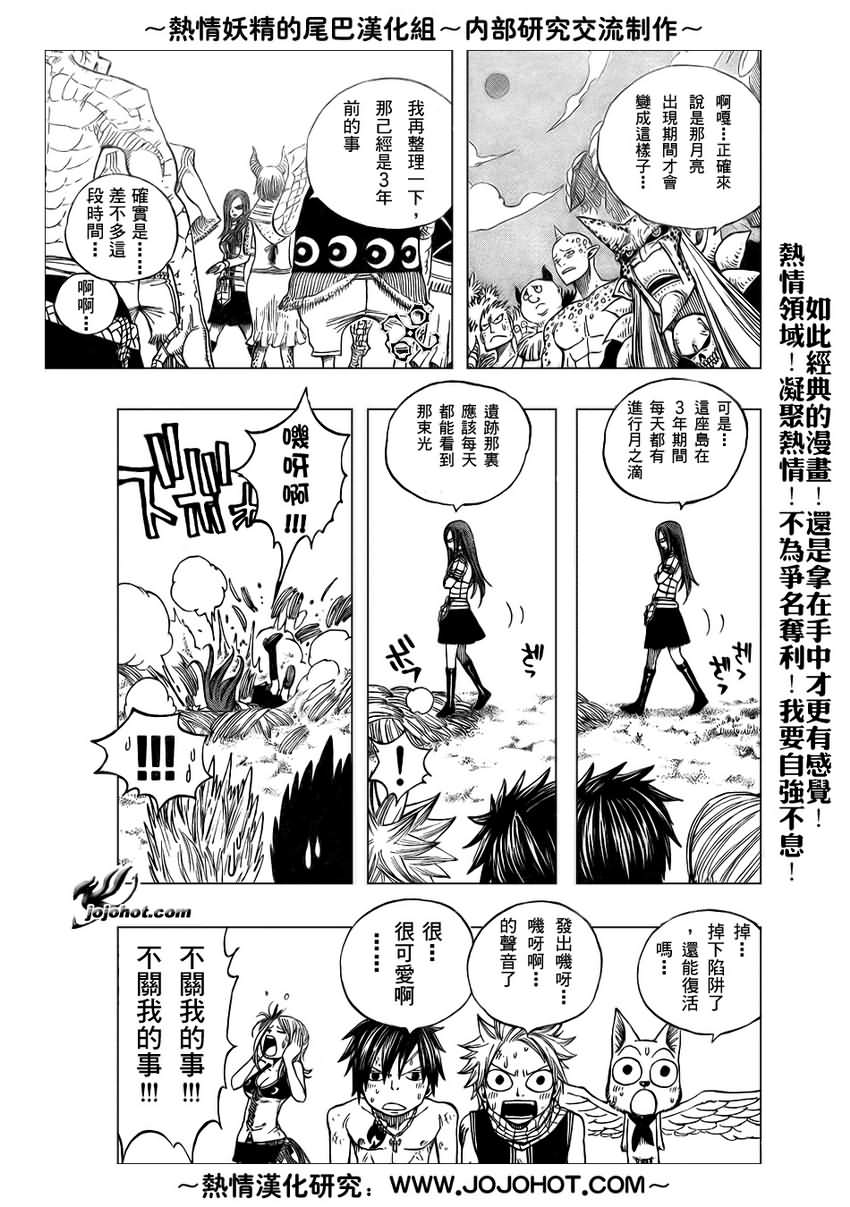 ～熱情妖精的尾巴漢化組～内部研究交流制作～
啊嘎…正確來
說是那月亮
出現期間才會
變成這樣子…
我再整理一下，
那己經是3年
前的事
確實是……
差不多這
段時間…
啊啊…
可是…
這座島在
3年期間
每天都有
進行月之滴
遺跡那裏
應該每天
都能看到
那束光
!
!!!
掉…
掉下陷阱了
，還能復活
嗎…
發出嘰呀…
嘰呀啊…
的聲音了
很…
……
很可愛啊
不關我的事!!!
不關我的事!!!
如此經典的漫畫！還是拿在手中才更有感覺！
熱情領域！凝聚熱情！不為爭名奪利！我要自強不息！
jojohot.com
～熱情漢化研究：WWW.JOJOHOT.COM～